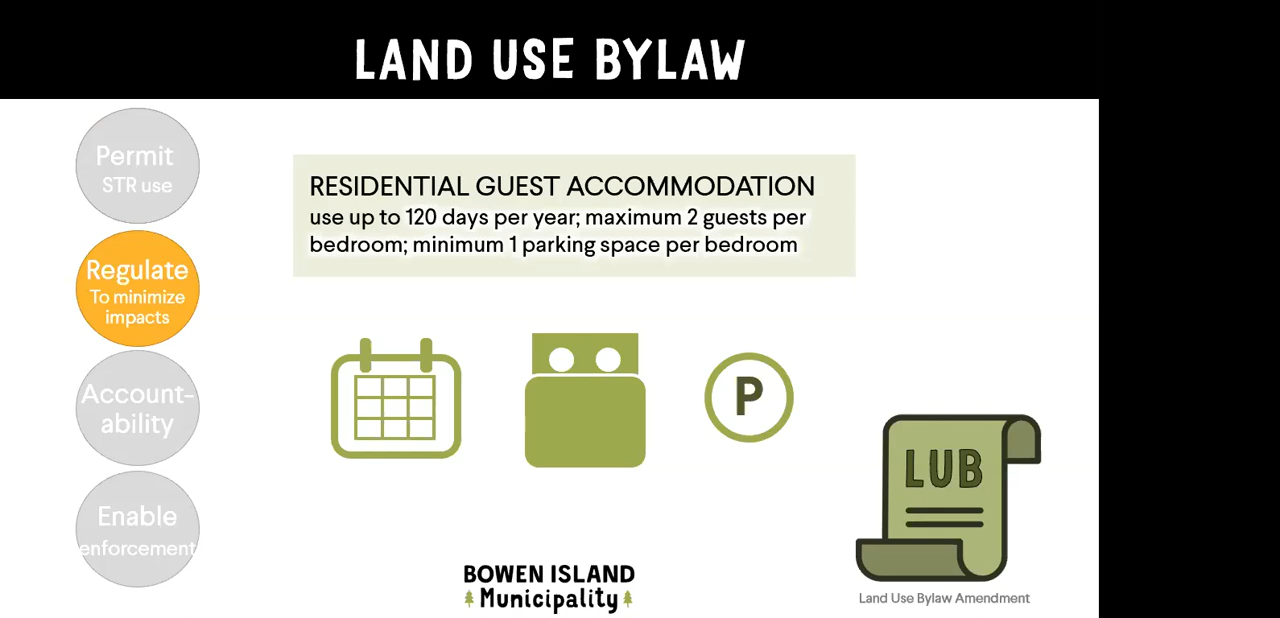 LAND USE BYLAW
Permit
STR use
Regulate
To minimize
impacts
Account-
ability
Enable
enforcement
RESIDENTIAL GUEST ACCOMMODATION
use up to 120 days per year; maximum 2 guests per
bedroom; minimum 1 parking space per bedroom
P
LUB
Land Use Bylaw Amendment
BOWEN ISLAND
Municipality